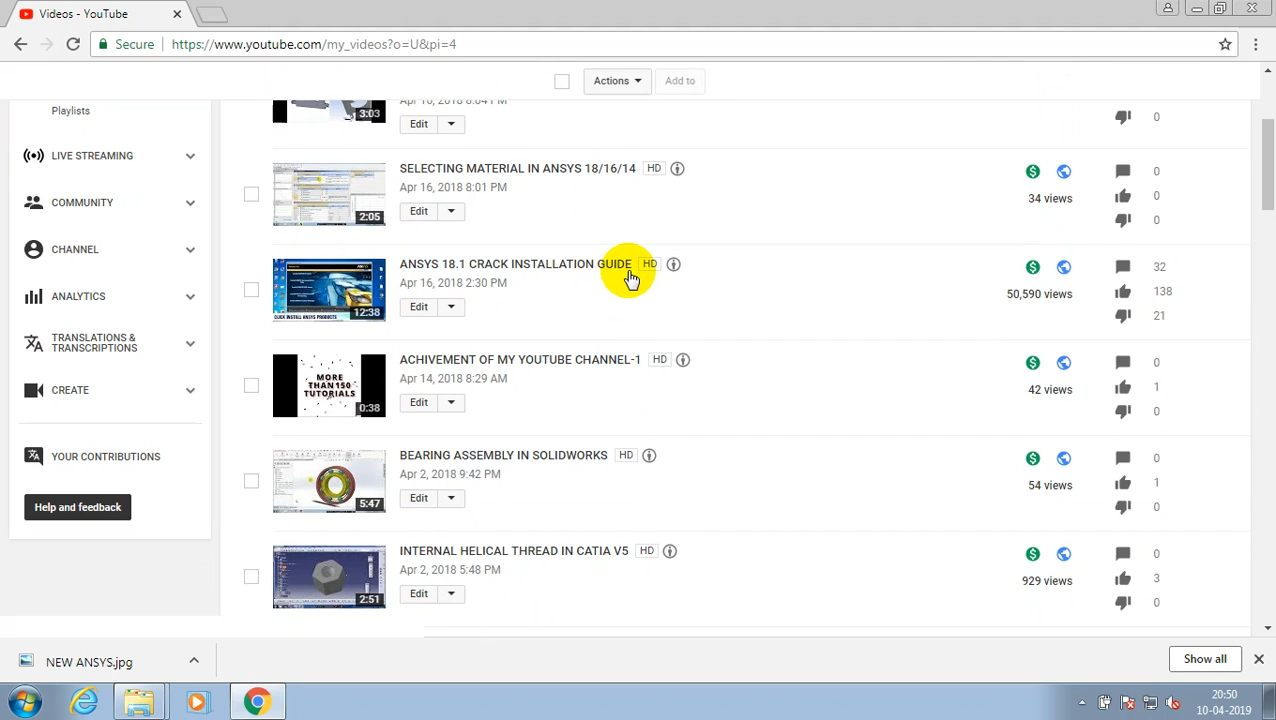 Videos - YouTube
Secure
https://www.youtube.com/my_videos?o=U&pi=4
Actions
Add to
Playlists
LIVE STREAMING
COMMUNITY
CHANNEL
ANALYTICS
TRANSLATIONS &
TRANSCRIPTIONS
CREATE
YOUR CONTRIBUTIONS
Help and feedback
3:03
Edit
0
SELECTING MATERIAL IN ANSYS 18/16/14 HD
Apr 16, 2018 8:01 PM
2:05
Edit
34 views
0
0
0
ANSYS 18.1 CRACK INSTALLATION GUIDE HD
Apr 16, 2018 2:30 PM
12:38
CLICK INSTALL ANSYS PRODUCTS
Edit
50,590 views
32
21
ACHIVEMENT OF MY YOUTUBE CHANNEL-1 HD
Apr 14, 2018 8:29 AM
MORE
THAN 150
TUTORIALS
0:38
Edit
42 views
0
1
0
BEARING ASSEMBLY IN SOLIDWORKS HD
Apr 2, 2018 9:42 PM
5:47
Edit
54 views
0
1
0
INTERNAL HELICAL THREAD IN CATIA V5 HD
Apr 2, 2018 5:48 PM
2:51
Edit
929 views
0
3
0
NEW ANSYS.jpg
Show all
20:50
10-04-2019